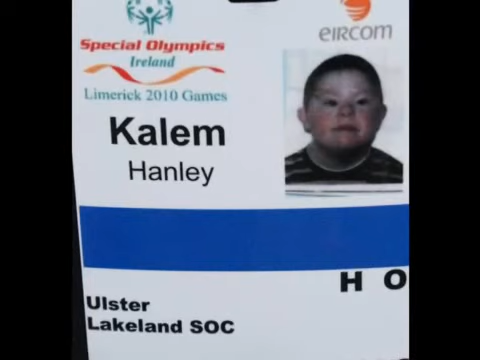 Special Olympics
Ireland
Limerick 2010 Games
eircom
Kalem
Hanley
H O
Ulster
Lakeland SOC